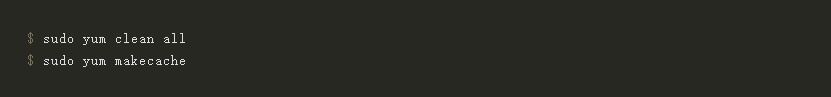 $ sudo yum clean all
$ sudo yum makecache